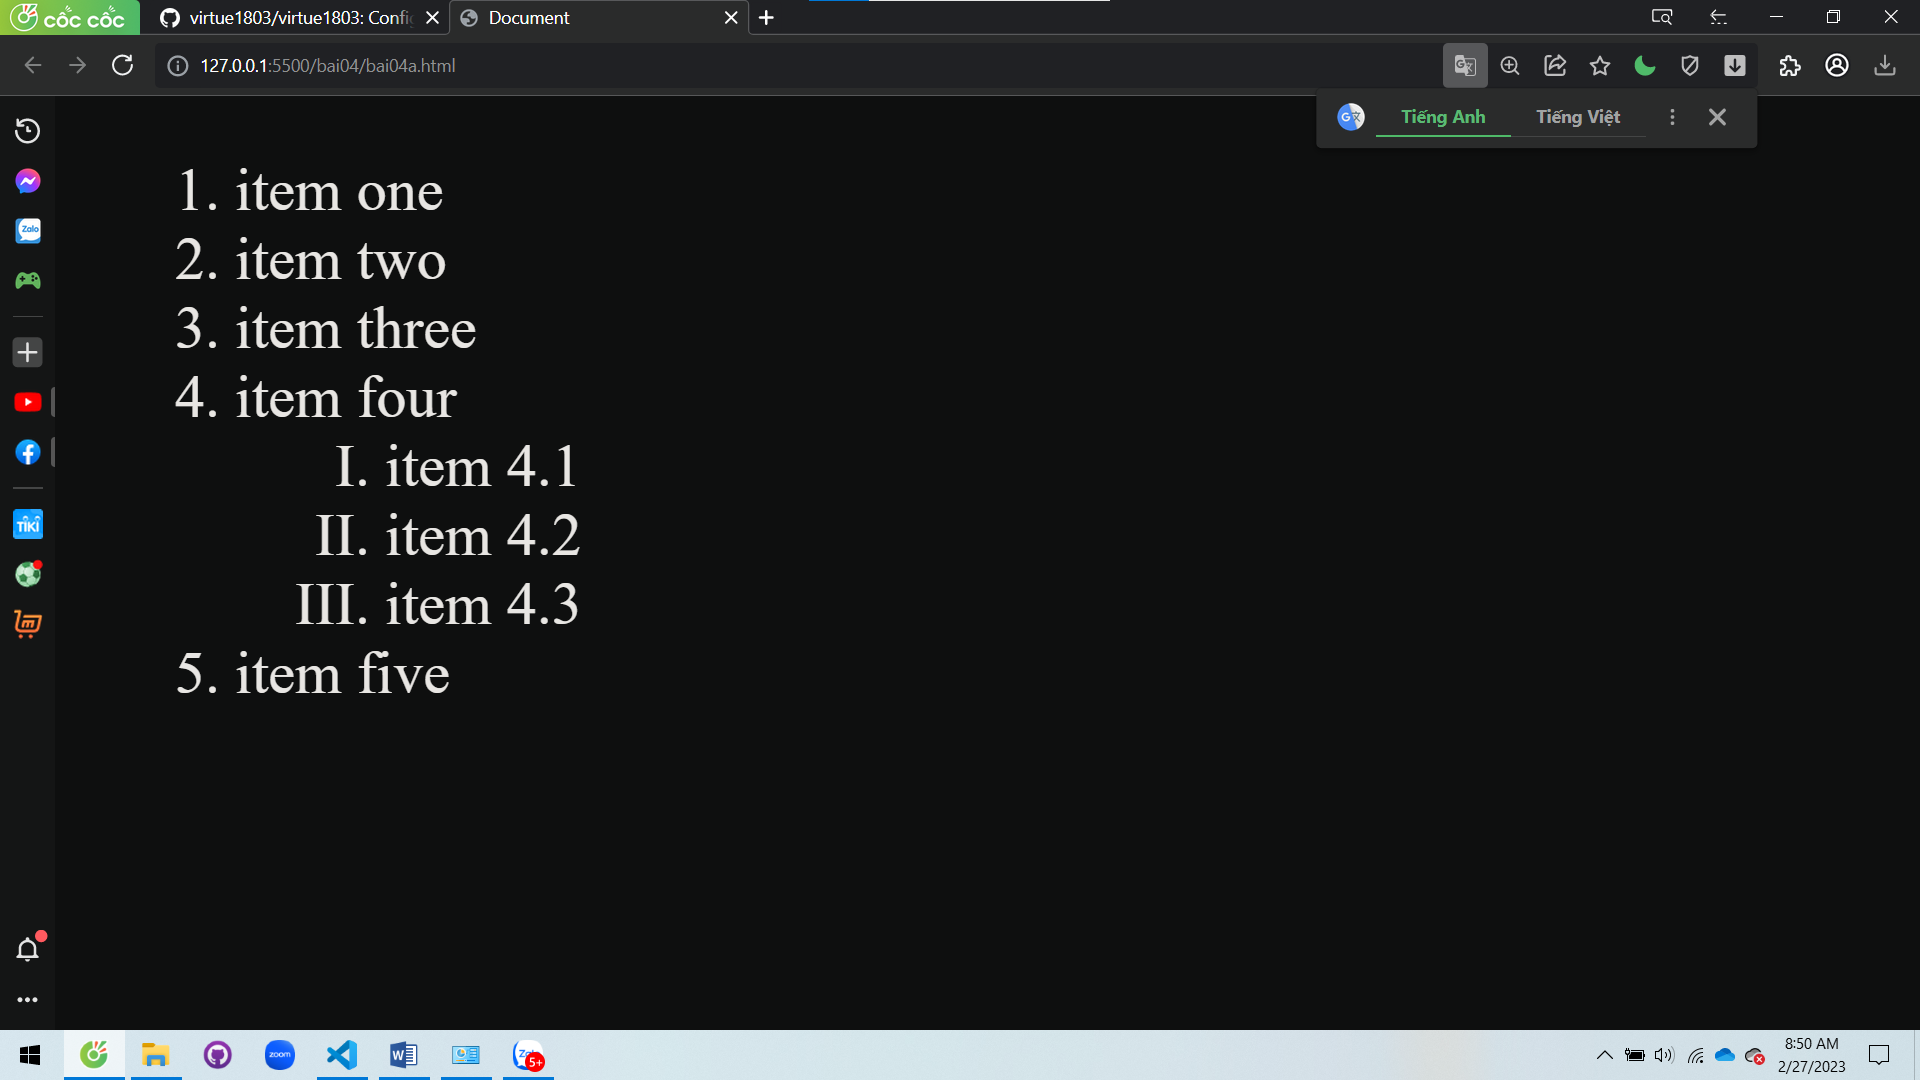 cốc cốc
virtue1803/virtue1803: Confi
Document
127.0.0.1:5500/bai04/bai04a.html
Tiếng Anh
Tiếng Việt
Zalo
TIKI
1. item one
2. item two
3. item three
4. item four
I. item 4.1
II. item 4.2
III. item 4.3
5. item five
zoom
5+
8:50 AM
2/27/2023